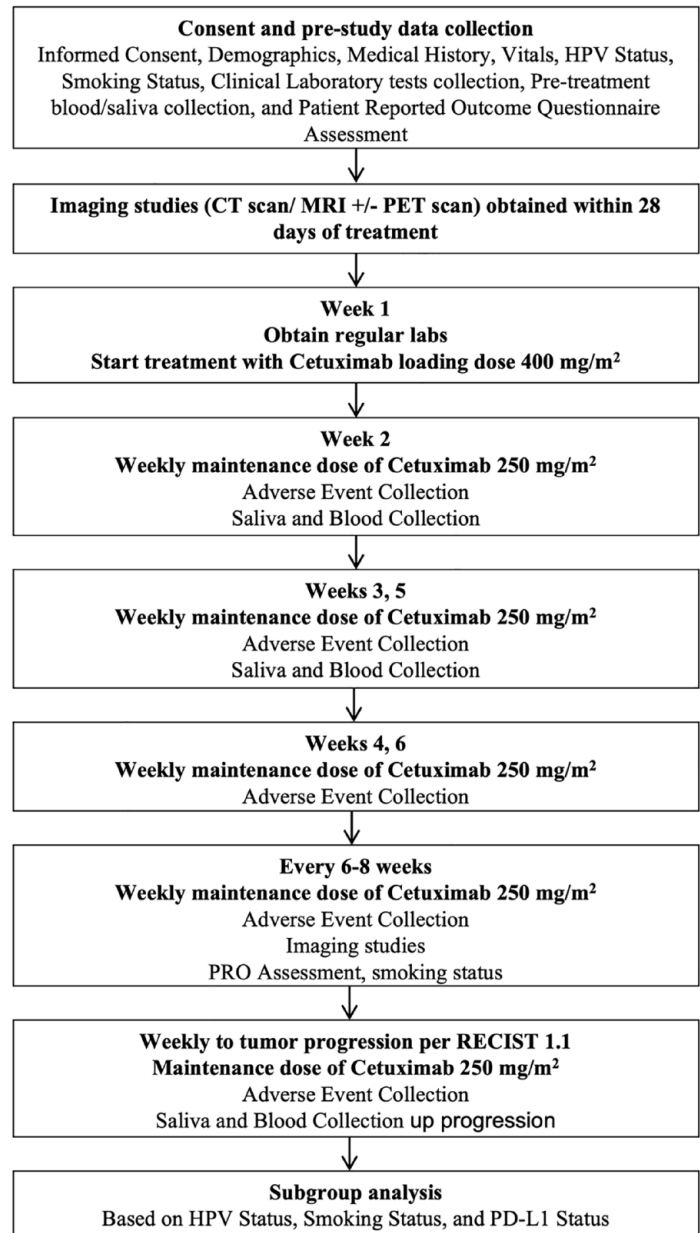 Consent and pre-study data collection
Informed Consent, Demographics, Medical History, Vitals, HPV Status,
Smoking Status, Clinical Laboratory tests collection, Pre-treatment
blood/saliva collection, and Patient Reported Outcome Questionnaire
Assessment
Imaging studies (CT scan/ MRI +/- PET scan) obtained within 28
days of treatment
Week 1
Obtain regular labs
Start treatment with Cetuximab loading dose 400 mg/m²
Week 2
Weekly maintenance dose of Cetuximab 250 mg/m²
Adverse Event Collection
Saliva and Blood Collection
Weeks 3, 5
Weekly maintenance dose of Cetuximab 250 mg/m²
Adverse Event Collection
Saliva and Blood Collection
Weeks 4, 6
Weekly maintenance dose of Cetuximab 250 mg/m²
Adverse Event Collection
Every 6-8 weeks
Weekly maintenance dose of Cetuximab 250 mg/m²
Adverse Event Collection
Imaging studies
PRO Assessment, smoking status
Weekly to tumor progression per RECIST 1.1
Maintenance dose of Cetuximab 250 mg/m²
Adverse Event Collection
Saliva and Blood Collection up progression
Subgroup analysis
Based on HPV Status, Smoking Status, and PD-L1 Status